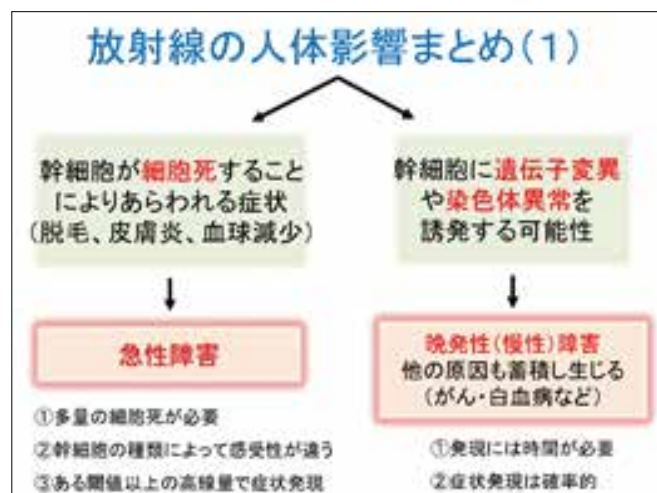 放射線の人体影響まとめ(1)
幹細胞が細胞死すること
によりあらわれる症状
(脱毛、皮膚炎、血球減少)
急性障害
①多量の細胞死が必要
②幹細胞の種類によって感受性が違う
③ある閾値以上の高線量で症状発現
幹細胞に遺伝子変異
や染色体異常を
誘発する可能性
晩発性(慢性)障害
他の原因も蓄積し生じる
(がん・白血病など)
①発現には時間が必要
②症状発現は確率的